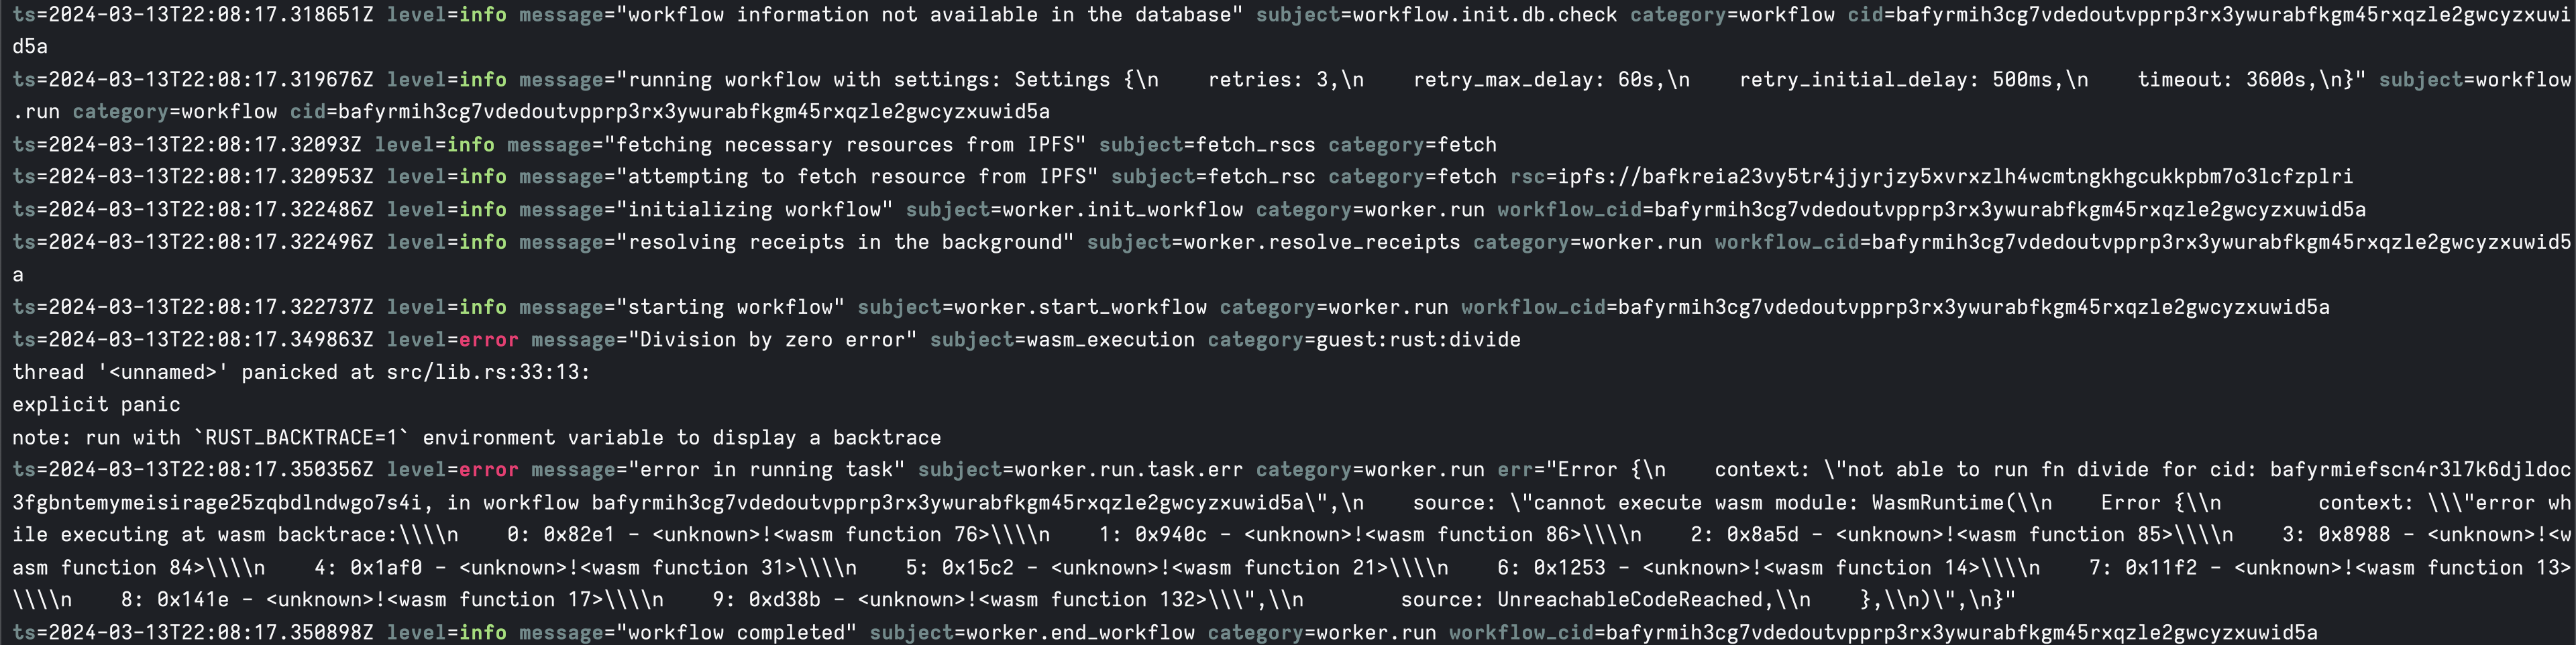 ts=2024-03-13T22:08:17.318651Z level=info message="workflow information not available in the database" subject=workflow.init.db.check category=workflow cid=bafyrmih3cg7vdedoutvpprp3rx3ywurabfkgm45rxqzle2gwcyzxuwi
d5a
ts=2024-03-13T22:08:17.319676Z level=info message="running workflow with settings: Settings {\n    retries: 3,\n    retry_max_delay: 60s,\n    retry_initial_delay: 500ms,\n    timeout: 3600s,\n}" subject=workflow
.run category=workflow cid=bafyrmih3cg7vdedoutvpprp3rx3ywurabfkgm45rxqzle2gwcyzxuwid5a
ts=2024-03-13T22:08:17.32093Z level=info message="fetching necessary resources from IPFS" subject=fetch_rscs category=fetch
ts=2024-03-13T22:08:17.320953Z level=info message="attempting to fetch resource from IPFS" subject=fetch_rsc category=fetch rsc=ipfs://bafkreia23vy5tr4jjyrjzy5xvrxzlh4wcmtngkhgcukkpbm7o3lcfzplri
ts=2024-03-13T22:08:17.322486Z level=info message="initializing workflow" subject=worker.init_workflow category=worker.run workflow_cid=bafyrmih3cg7vdedoutvpprp3rx3ywurabfkgm45rxqzle2gwcyzxuwid5a
ts=2024-03-13T22:08:17.322496Z level=info message="resolving receipts in the background" subject=worker.resolve_receipts category=worker.run workflow_cid=bafyrmih3cg7vdedoutvpprp3rx3ywurabfkgm45rxqzle2gwcyzxuwid5
a
ts=2024-03-13T22:08:17.322737Z level=info message="starting workflow" subject=worker.start_workflow category=worker.run workflow_cid=bafyrmih3cg7vdedoutvpprp3rx3ywurabfkgm45rxqzle2gwcyzxuwid5a
ts=2024-03-13T22:08:17.349863Z level=error message="Division by zero error" subject=wasm_execution category=guest:rust:divide
thread '<unnamed>' panicked at src/lib.rs:33:13:
explicit panic
note: run with `RUST_BACKTRACE=1` environment variable to display a backtrace
ts=2024-03-13T22:08:17.350356Z level=error message="error in running task" subject=worker.run.task.err category=worker.run err="Error {\n    context: \"not able to run fn divide for cid: bafyrmiefscn4r3l7k6djldoc
3fgbntemymeisirage25zqbdlndwgo7s4i, in workflow bafyrmih3cg7vdedoutvpprp3rx3ywurabfkgm45rxqzle2gwcyzxuwid5a\",\n    source: \"cannot execute wasm module: WasmRuntime(\\n    Error {\\n        context: \\\"error wh
ile executing at wasm backtrace:\\\\n    0: 0x82e1 - <unknown>!<wasm function 76>\\\\n    1: 0x940c - <unknown>!<wasm function 86>\\\\n    2: 0x8a5d - <unknown>!<wasm function 85>\\\\n    3: 0x8988 - <unknown>!<w
asm function 84>\\\\n    4: 0x1af0 - <unknown>!<wasm function 31>\\\\n    5: 0x15c2 - <unknown>!<wasm function 21>\\\\n    6: 0x1253 - <unknown>!<wasm function 14>\\\\n    7: 0x11f2 - <unknown>!<wasm function 13>
\\\\n    8: 0x141e - <unknown>!<wasm function 17>\\\\n    9: 0xd38b - <unknown>!<wasm function 132>\\\",\\n        source: UnreachableCodeReached,\\n    },\\n)\",\n}"
ts=2024-03-13T22:08:17.350898Z level=info message="workflow completed" subject=worker.end_workflow category=worker.run workflow_cid=bafyrmih3cg7vdedoutvpprp3rx3ywurabfkgm45rxqzle2gwcyzxuwid5a